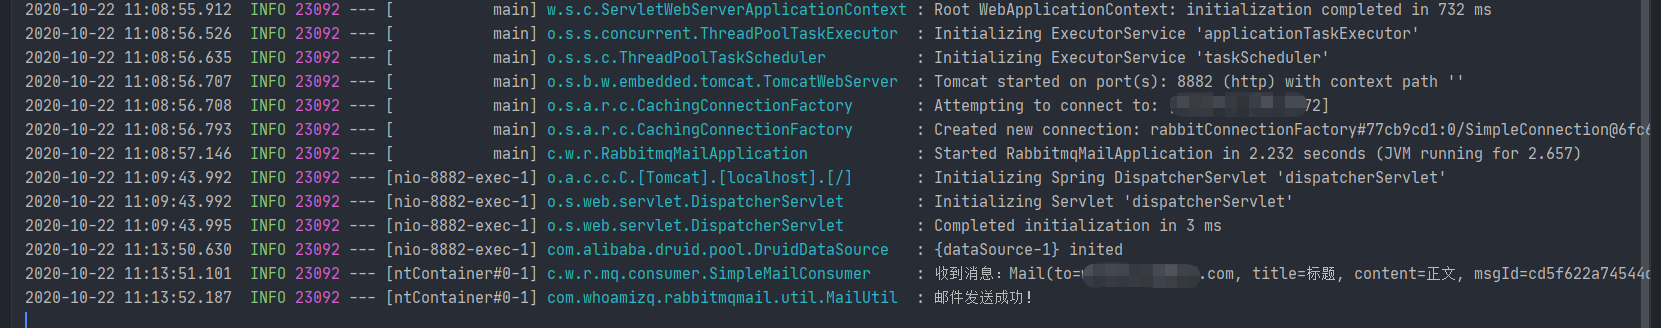 2020-10-22 11:08:55.912  INFO 23092 --- [           main] w.s.c.ServletWebServerApplicationContext : Root WebApplicationContext: initialization completed in 732 ms
2020-10-22 11:08:56.526  INFO 23092 --- [           main] o.s.s.concurrent.ThreadPoolTaskExecutor  : Initializing ExecutorService 'applicationTaskExecutor'
2020-10-22 11:08:56.635  INFO 23092 --- [           main] o.s.s.c.ThreadPoolTaskScheduler          : Initializing ExecutorService 'taskScheduler'
2020-10-22 11:08:56.707  INFO 23092 --- [           main] o.s.b.w.embedded.tomcat.TomcatWebServer  : Tomcat started on port(s): 8882 (http) with context path ''
2020-10-22 11:08:56.708  INFO 23092 --- [           main] o.s.a.r.c.CachingConnectionFactory       : Attempting to connect to: 72]
2020-10-22 11:08:56.793  INFO 23092 --- [           main] o.s.a.r.c.CachingConnectionFactory       : Created new connection: rabbitConnectionFactory#77cb9cd1:0/SimpleConnection@6fc6
2020-10-22 11:08:57.146  INFO 23092 --- [           main] c.w.r.RabbitmqMailApplication            : Started RabbitmqMailApplication in 2.232 seconds (JVM running for 2.657)
2020-10-22 11:09:43.992  INFO 23092 --- [nio-8882-exec-1] o.a.c.c.C.[Tomcat].[localhost].[/]       : Initializing Spring DispatcherServlet 'dispatcherServlet'
2020-10-22 11:09:43.992  INFO 23092 --- [nio-8882-exec-1] o.s.web.servlet.DispatcherServlet        : Initializing Servlet 'dispatcherServlet'
2020-10-22 11:09:43.995  INFO 23092 --- [nio-8882-exec-1] o.s.web.servlet.DispatcherServlet        : Completed initialization in 3 ms
2020-10-22 11:13:50.630  INFO 23092 --- [nio-8882-exec-1] com.alibaba.druid.pool.DruidDataSource   : {dataSource-1} inited
2020-10-22 11:13:51.101  INFO 23092 --- [ntContainer#0-1] c.w.r.mq.consumer.SimpleMailConsumer     : 收到消息：Mail(to= .com, title=标题, content=正文, msgId=cd5f622a74544
2020-10-22 11:13:52.187  INFO 23092 --- [ntContainer#0-1] com.whoamizq.rabbitmqmail.util.MailUtil  : 邮件发送成功!